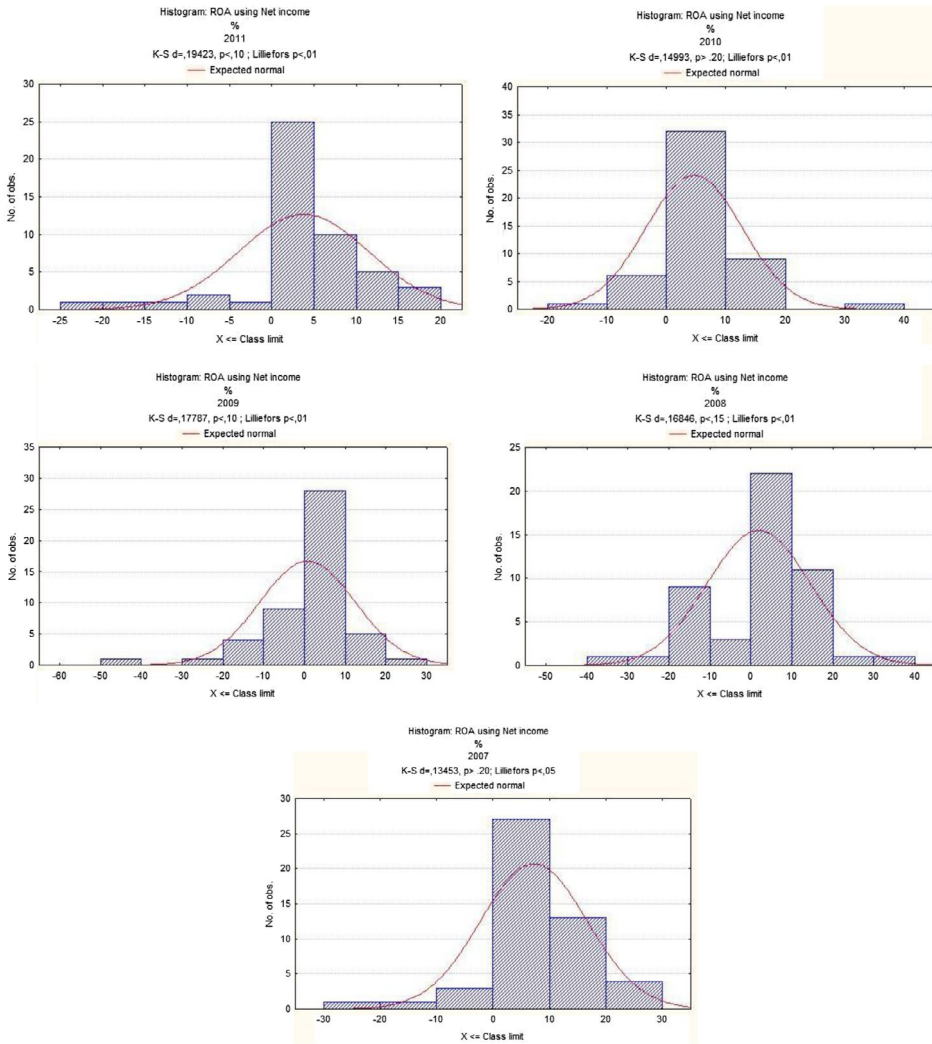 Histogram: ROA using Net income
%
2011
K-S d=,19423, p<,10 ; Lilliefors p<,01
Expected normal
30
25
20
15
10
5
0
No. of obs.
-25 -20 -15 -10 -5 0 5 10 15 20
X <= Class limit
Histogram: ROA using Net income
%
2010
K-S d=,14993, p> .20; Lilliefors p<,01
Expected normal
40
35
30
25
20
15
10
5
0
No. of obs.
-20 -10 0 10 20 30 40
X <= Class limit
Histogram: ROA using Net income
%
2009
K-S d=,17787, p<,10 ; Lilliefors p<,01
Expected normal
35
30
25
20
15
10
5
0
No. of obs.
-60 -50 -40 -30 -20 -10 0 10 20 30
X <= Class limit
Histogram: ROA using Net income
%
2008
K-S d=,16846, p<,15 ; Lilliefors p<,01
Expected normal
25
20
15
10
5
0
No. of obs.
-50 -40 -30 -20 -10 0 10 20 30 40
X <= Class limit
Histogram: ROA using Net income
%
2007
K-S d=,13453, p> .20; Lilliefors p<,05
Expected normal
30
25
20
15
10
5
0
No. of obs.
-30 -20 -10 0 10 20 30
X <= Class limit